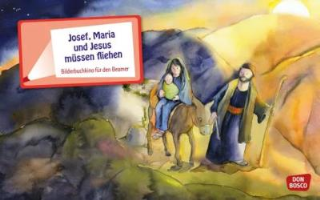 Josef, Maria
und Jesus
müssen fliehen
Bilderbuchkino für den Beamer
DON
BOSCO